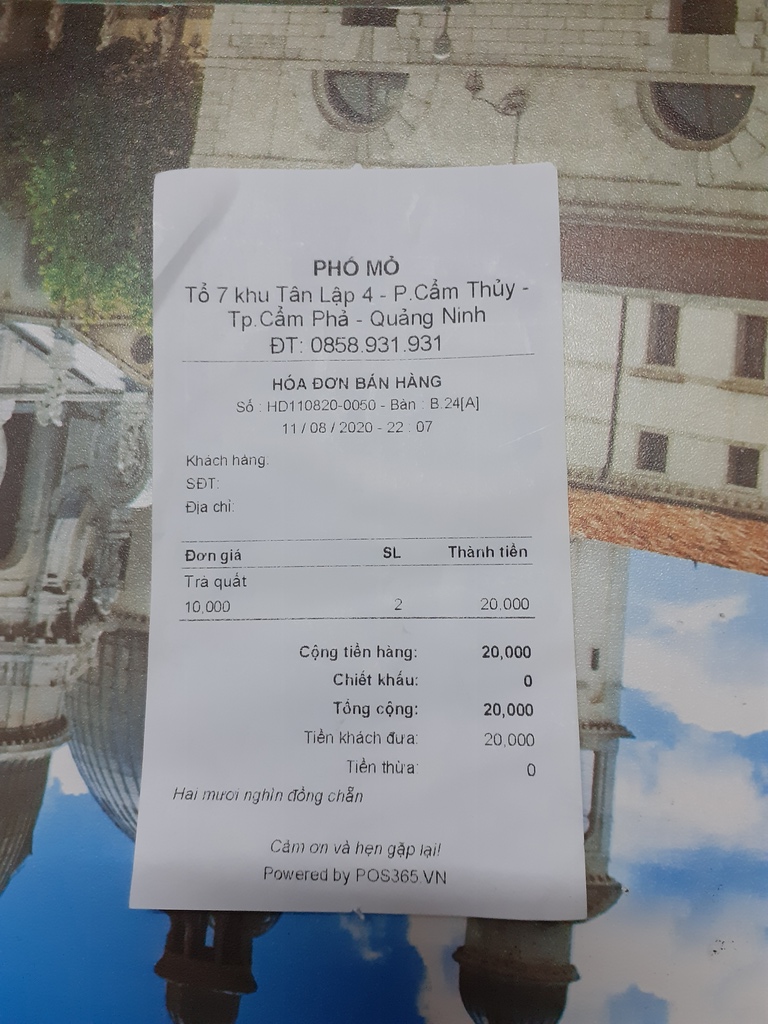 PHỐ MỎ
Tổ 7 khu Tân Lập 4 - P.Cẩm Thủy -
Tp.Cẩm Phả - Quảng Ninh
ĐT: 0858.931.931
HÓA ĐƠN BÁN HÀNG
Số : HD110820-0050 - Bàn : B.24[A]
11 / 08 / 2020 - 22 : 07
Khách hàng:
SĐT:
Địa chỉ:
Đơn giá SL Thành tiền
Trà quất
10,000 2 20,000
Cộng tiền hàng: 20,000
Chiết khấu: 0
Tổng cộng: 20,000
Tiền khách đưa: 20,000
Tiền thừa: 0
Hai mươi nghìn đồng chẵn
Cảm ơn và hẹn gặp lại!
Powered by POS365.VN